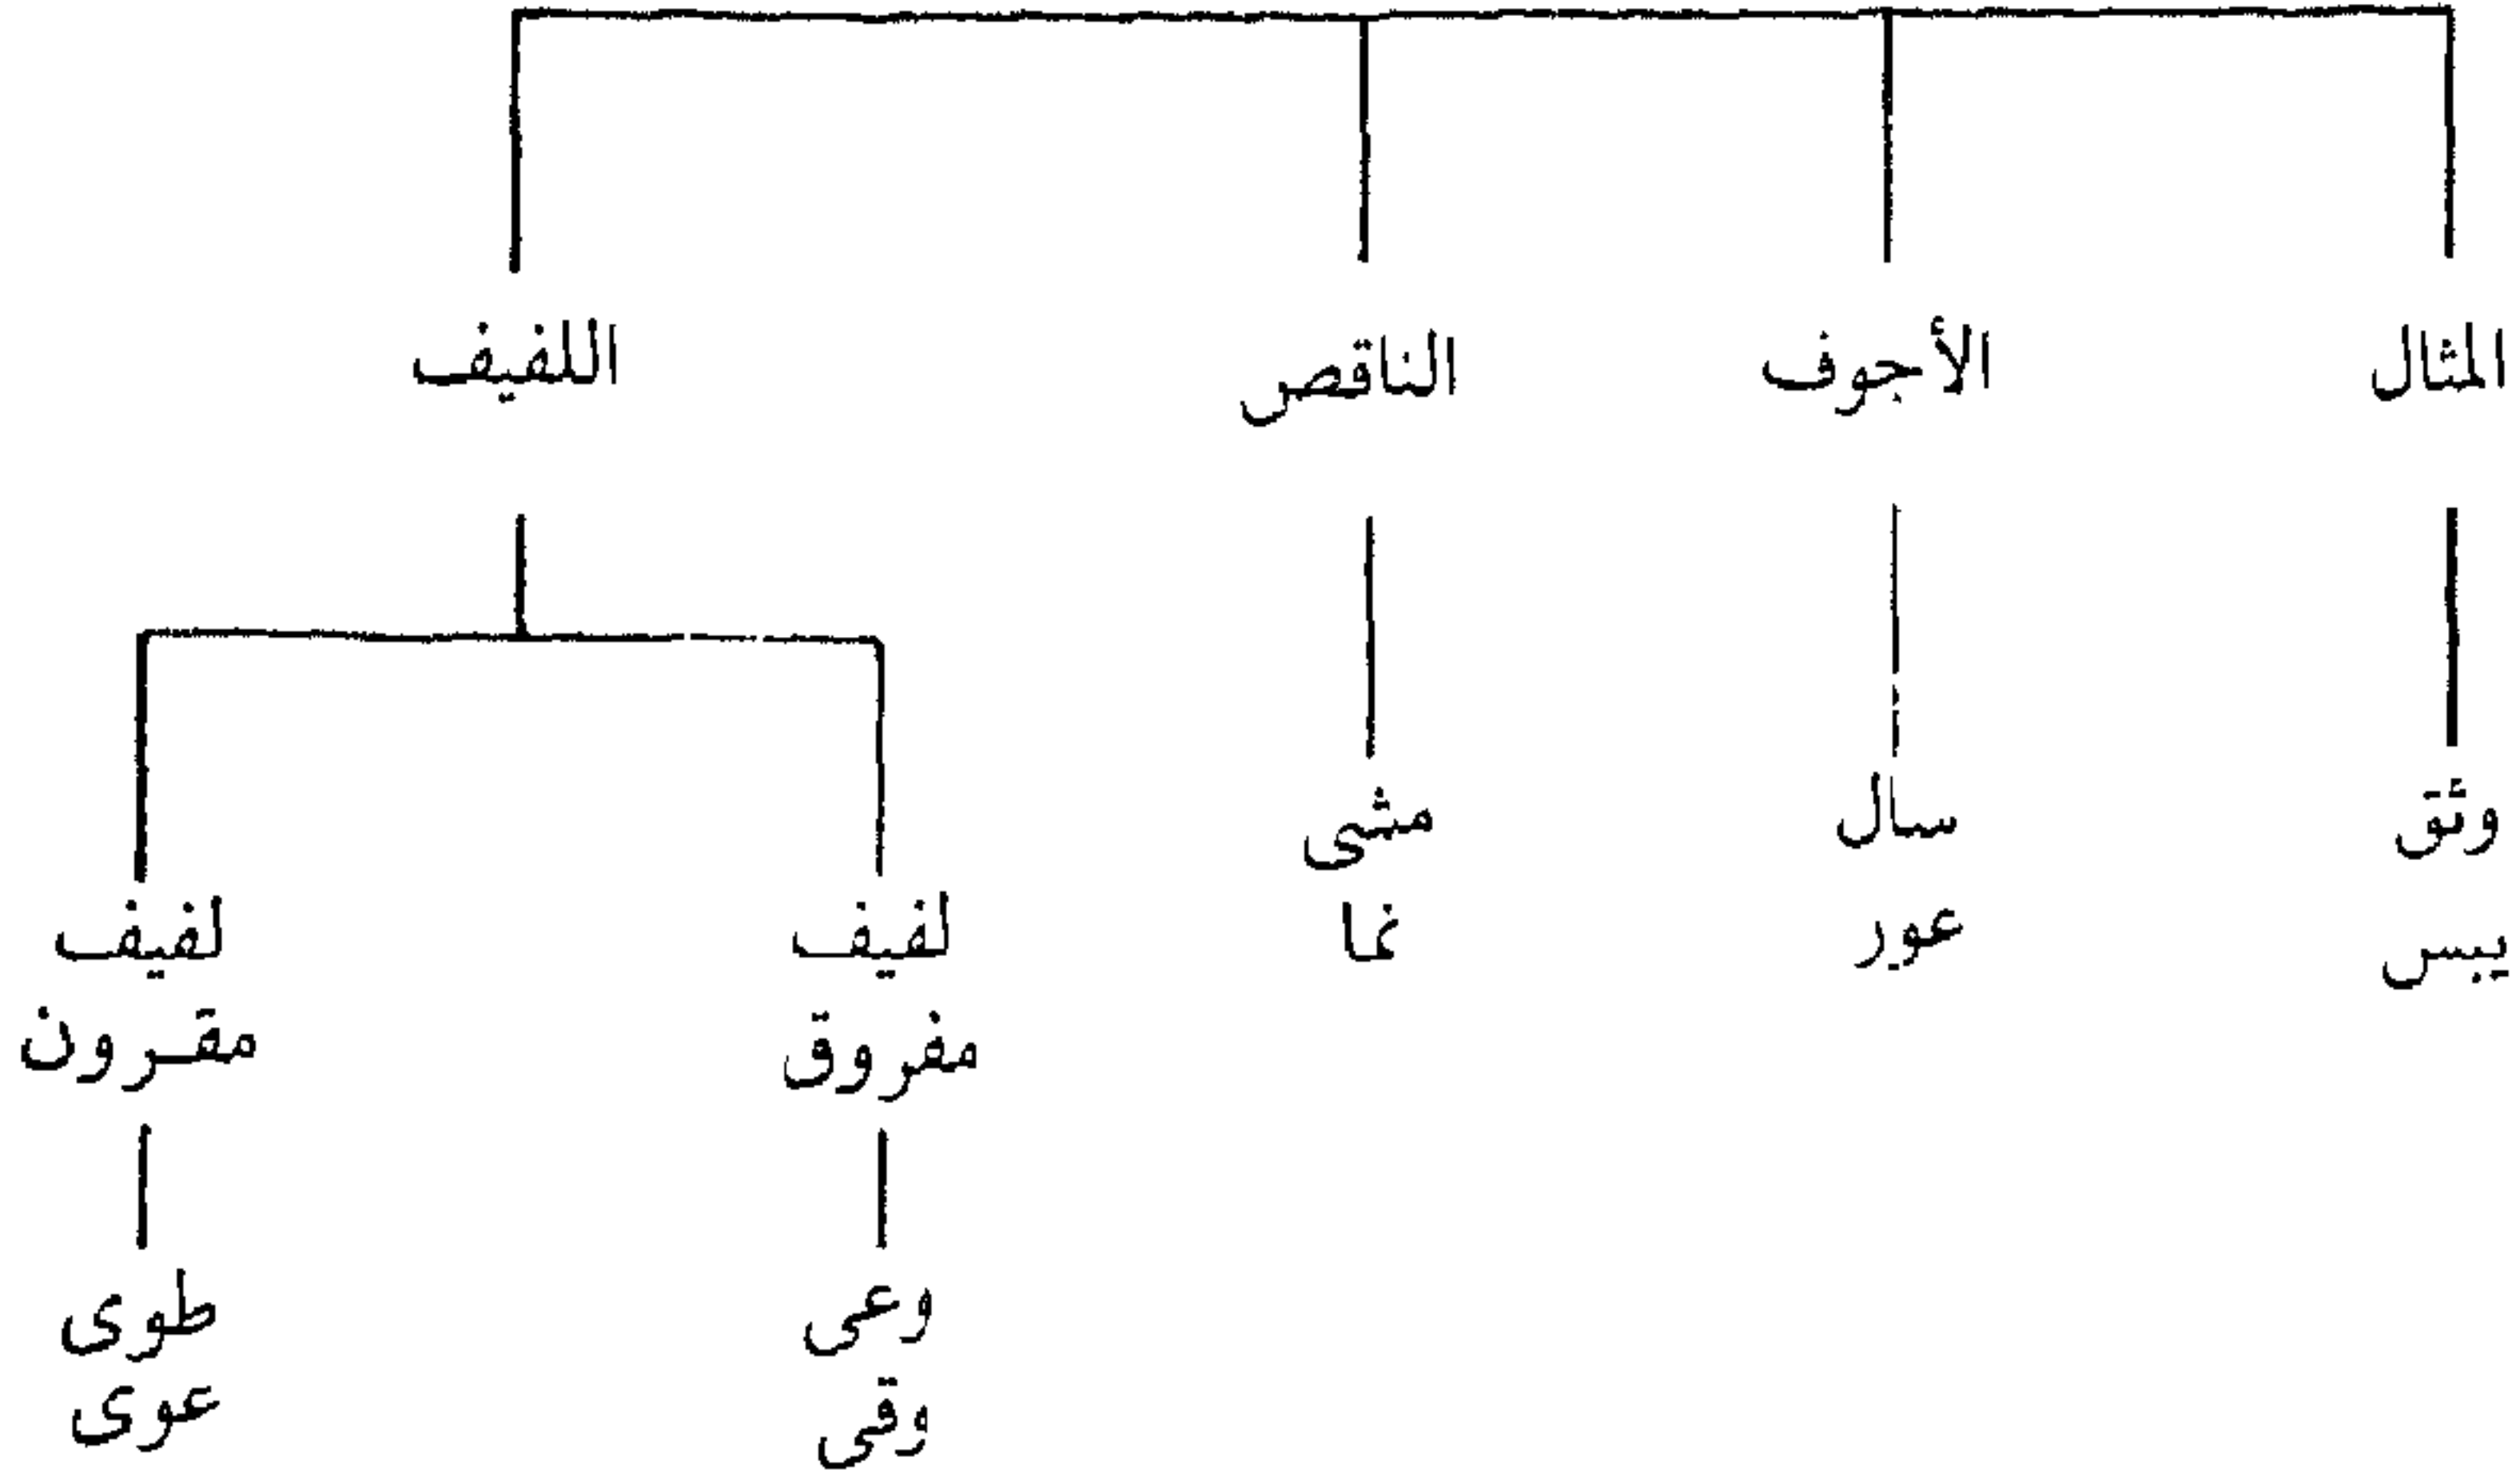 المثال
الأجوف
الناقص
اللفيف
وثق
يبس
سال
عور
مشى
نما
لفيف
مفروق
وعى
وقى
لفيف
مقرون
طوى
عوى